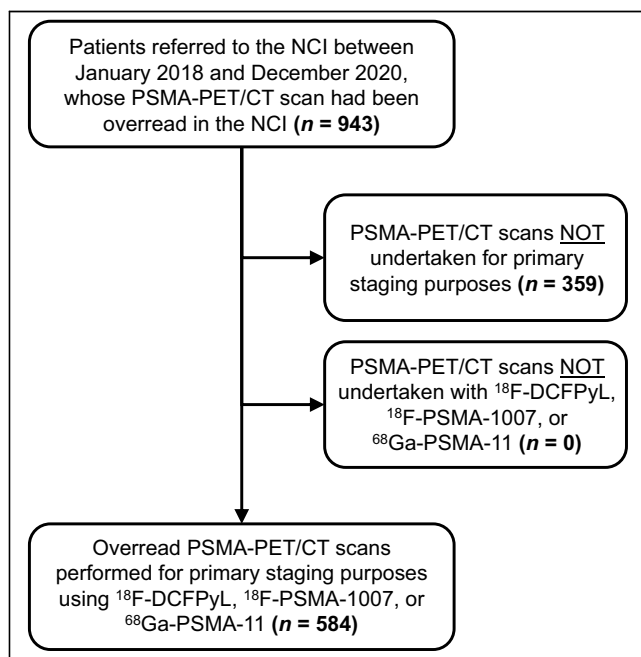 Patients referred to the NCI between
January 2018 and December 2020,
whose PSMA-PET/CT scan had been
overread in the NCI (n = 943)
PSMA-PET/CT scans NOT
undertaken for primary
staging purposes (n = 359)
PSMA-PET/CT scans NOT
undertaken with ¹⁸F-DCFPyL,
¹⁸F-PSMA-1007, or
⁶⁸Ga-PSMA-11 (n = 0)
Overread PSMA-PET/CT scans
performed for primary staging purposes
using ¹⁸F-DCFPyL, ¹⁸F-PSMA-1007, or
⁶⁸Ga-PSMA-11 (n = 584)